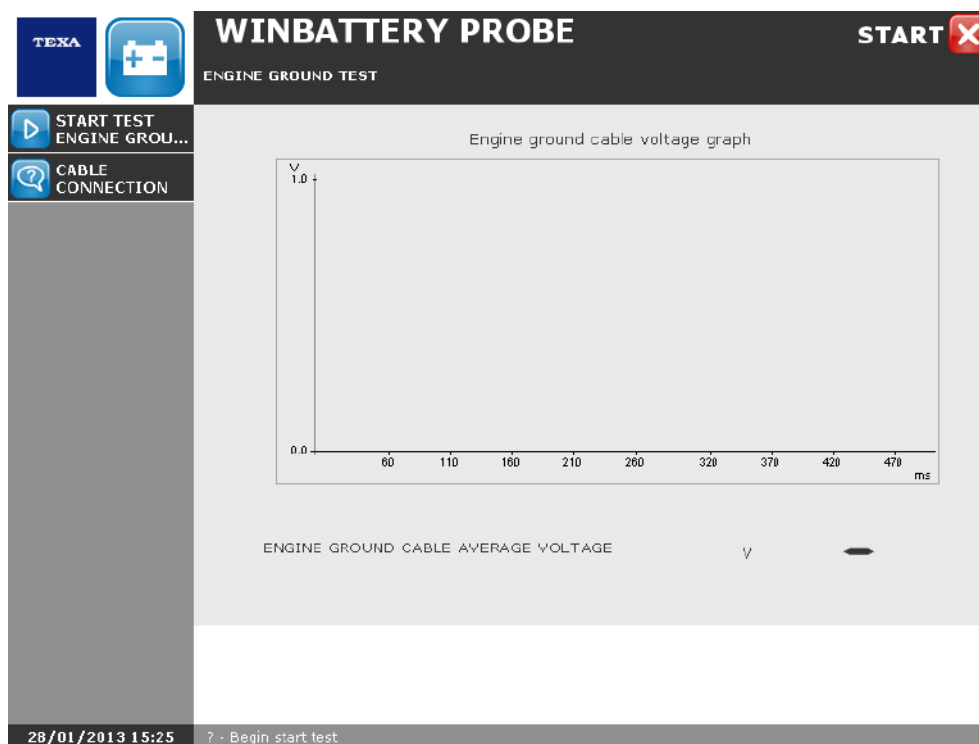 TEXA
WINBATTERY PROBE
START
ENGINE GROUND TEST
START TEST
ENGINE GROU...
CABLE
CONNECTION
Engine ground cable voltage graph
V
1.0
0.0
60 110 160 210 260 320 370 420 470
ms
ENGINE GROUND CABLE AVERAGE VOLTAGE V
28/01/2013 15:25 ? - Begin start test